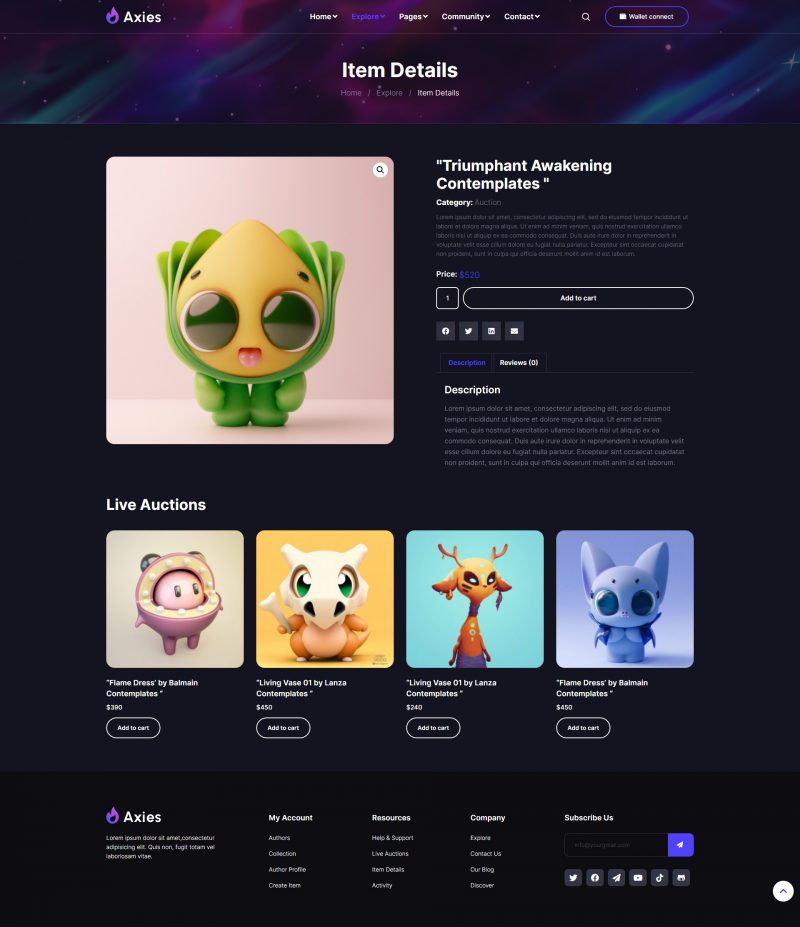 Axies
Home
Explore
Pages
Community
Contact
Wallet connect
Item Details
Home / Explore / Item Details
"Triumphant Awakening
Contemplates "
Category: Auction
Lorem ipsum dolor sit amet, consectetur adipiscing elit, sed do eiusmod tempor incididunt ut
labore et dolore magna aliqua. Ut enim ad minim veniam, quis nostrud exercitation ullamco
laboris nisi ut aliquip ex ea commodo consequat. Duis aute irure dolor in reprehenderit in
voluptate velit esse cillum dolore eu fugiat nulla pariatur. Excepteur sint occaecat cupidatat
non proident, sunt in culpa qui officia deserunt mollit anim id est laborum.
Price: $520
1
Add to cart
Description
Reviews (0)
Description
Lorem ipsum dolor sit amet, consectetur adipiscing elit, sed do eiusmod
tempor incididunt ut labore et dolore magna aliqua. Ut enim ad minim
veniam, quis nostrud exercitation ullamco laboris nisi ut aliquip ex ea
commodo consequat. Duis aute irure dolor in reprehenderit in voluptate velit
esse cillum dolore eu fugiat nulla pariatur. Excepteur sint occaecat cupidatat
non proident, sunt in culpa qui officia deserunt mollit anim id est laborum.
Live Auctions
“Flame Dress’ by Balmain
Contemplates ”
$390
Add to cart
“Living Vase 01 by Lanza
Contemplates ”
$450
Add to cart
“Living Vase 01 by Lanza
Contemplates ”
$240
Add to cart
“Flame Dress’ by Balmain
Contemplates ”
$450
Add to cart
Axies
Lorem ipsum dolor sit amet,consectetur
adipisicing elit. Quis non, fugit totam vel
laboriosam vitae.
My Account
Authors
Collection
Author Profile
Create Item
Resources
Help & Support
Live Auctions
Item Details
Activity
Company
Explore
Contact Us
Our Blog
Discover
Subscribe Us
info@yourgmail.com